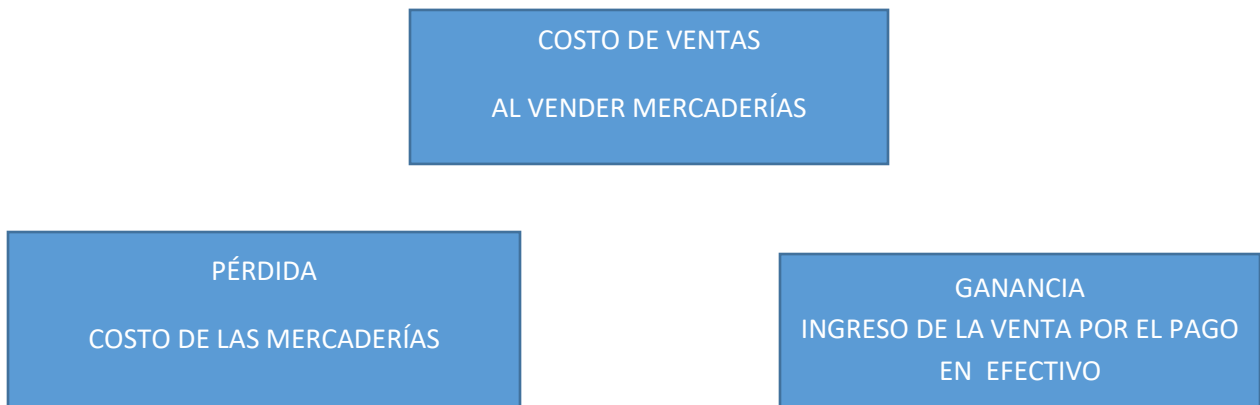 COSTO DE VENTAS
AL VENDER MERCADERÍAS
PÉRDIDA
COSTO DE LAS MERCADERÍAS
GANANCIA
INGRESO DE LA VENTA POR EL PAGO
EN EFECTIVO